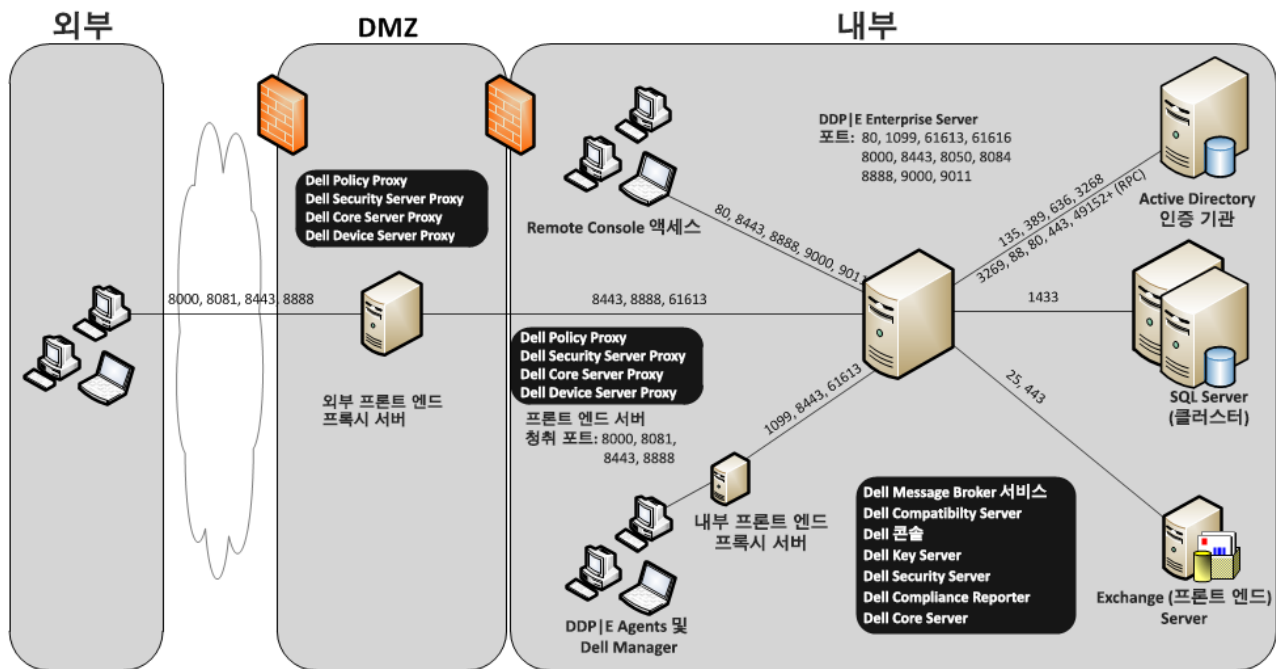 외부
DMZ
내부
Dell Policy Proxy
Dell Security Server Proxy
Dell Core Server Proxy
Dell Device Server Proxy
8000, 8081, 8443, 8888
외부 프론트 엔드
프록시 서버
Remote Console 액세스
DDP|E Enterprise Server
포트: 80, 1099, 61613, 61616
8000, 8443, 8050, 8084
8888, 9000, 9011
80, 8443, 8888, 9000, 9011
135, 389, 636, 3268
3269, 88, 80, 443, 49152+ (RPC)
Active Directory
인증 기관
8443, 8888, 61613
1433
Dell Policy Proxy
Dell Security Server Proxy
Dell Core Server Proxy
Dell Device Server Proxy
프론트 엔드 서버
청취 포트: 8000, 8081,
8443, 8888
1099, 8443, 61613
25, 443
SQL Server
(클러스터)
내부 프론트 엔드
프록시 서버
DDP|E Agents 및
Dell Manager
Dell Message Broker 서비스
Dell Compatibilty Server
Dell 콘솔
Dell Key Server
Dell Security Server
Dell Compliance Reporter
Dell Core Server
Exchange (프론트 엔드)
Server